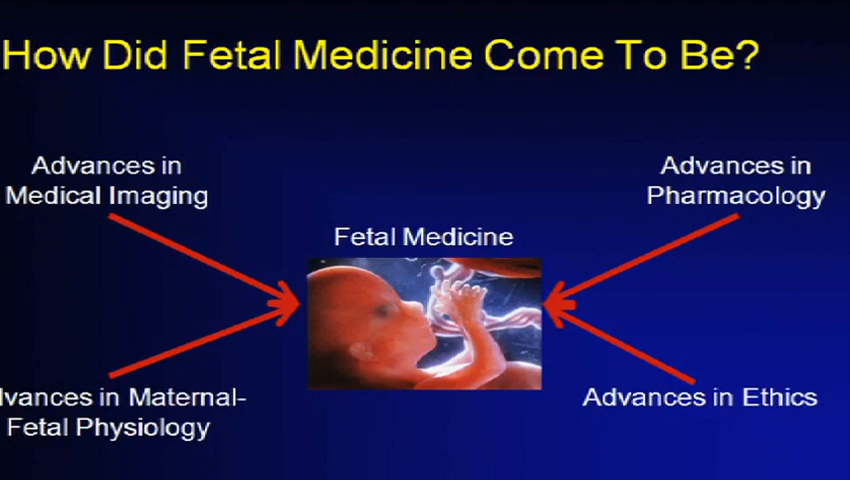 How Did Fetal Medicine Come To Be?
Advances in
Medical Imaging
Advances in
Pharmacology
Fetal Medicine
dvances in Maternal-
Fetal Physiology
Advances in Ethics